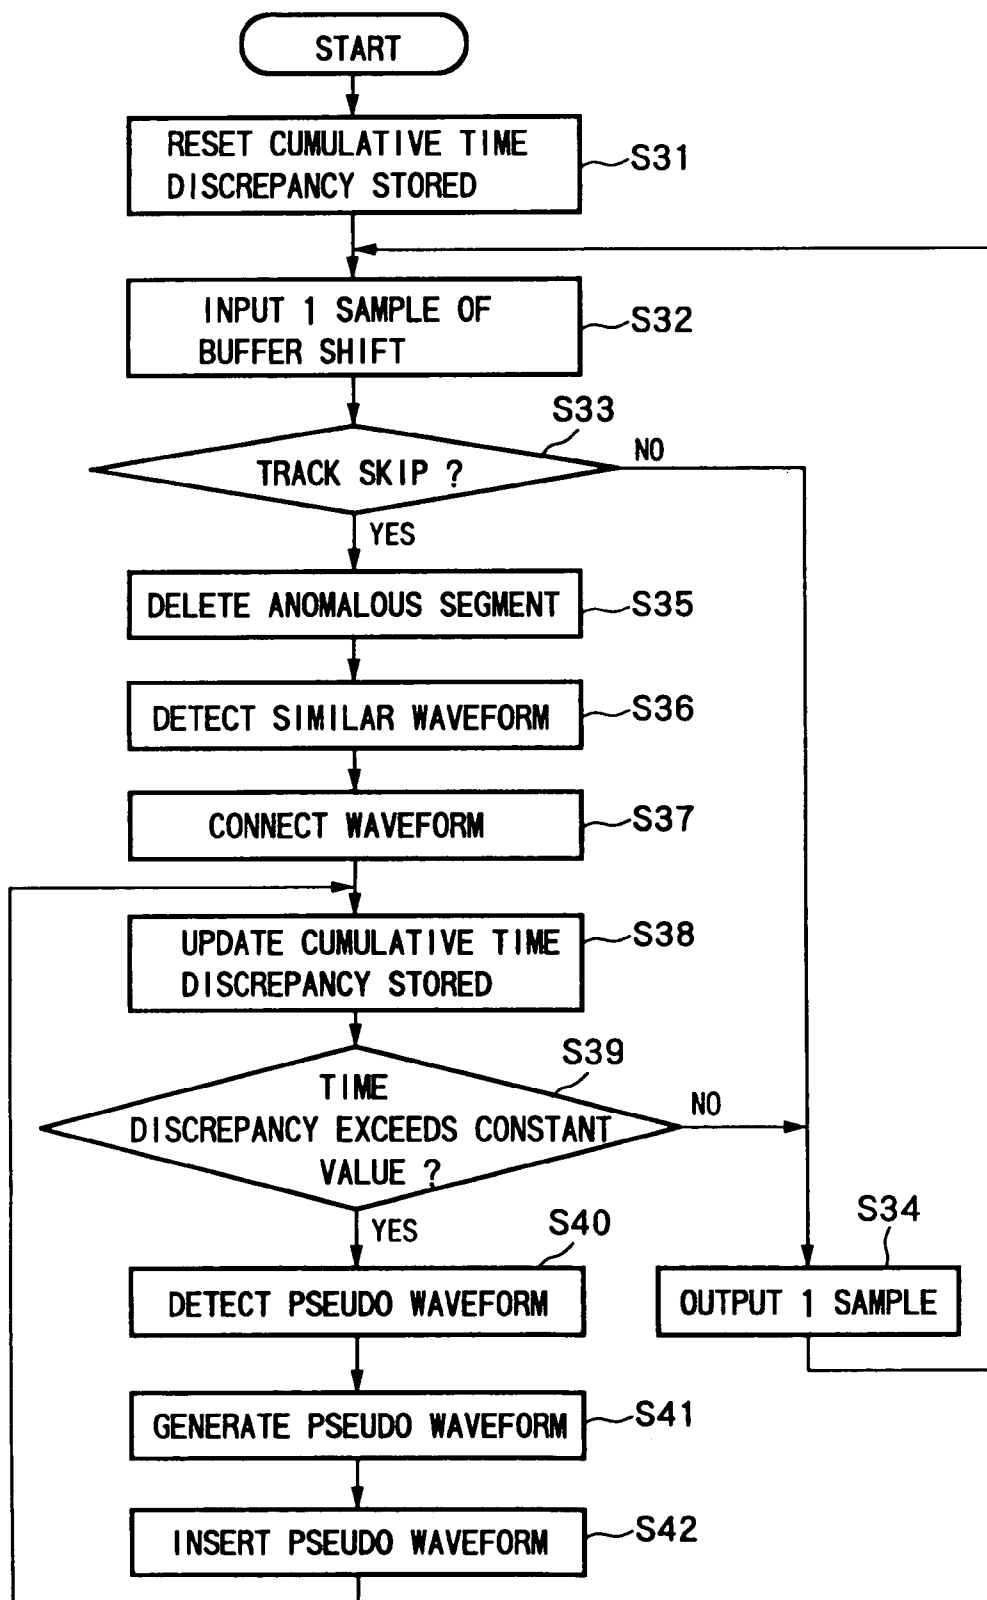 START
RESET CUMULATIVE TIME
DISCREPANCY STORED
S31
INPUT 1 SAMPLE OF
BUFFER SHIFT
S32
S33
TRACK SKIP ?
NO
YES
DELETE ANOMALOUS SEGMENT
S35
DETECT SIMILAR WAVEFORM
S36
CONNECT WAVEFORM
S37
UPDATE CUMULATIVE TIME
DISCREPANCY STORED
S38
S39
TIME
DISCREPANCY EXCEEDS CONSTANT
VALUE ?
NO
YES
S40
DETECT PSEUDO WAVEFORM
S34
OUTPUT 1 SAMPLE
GENERATE PSEUDO WAVEFORM
S41
INSERT PSEUDO WAVEFORM
S42